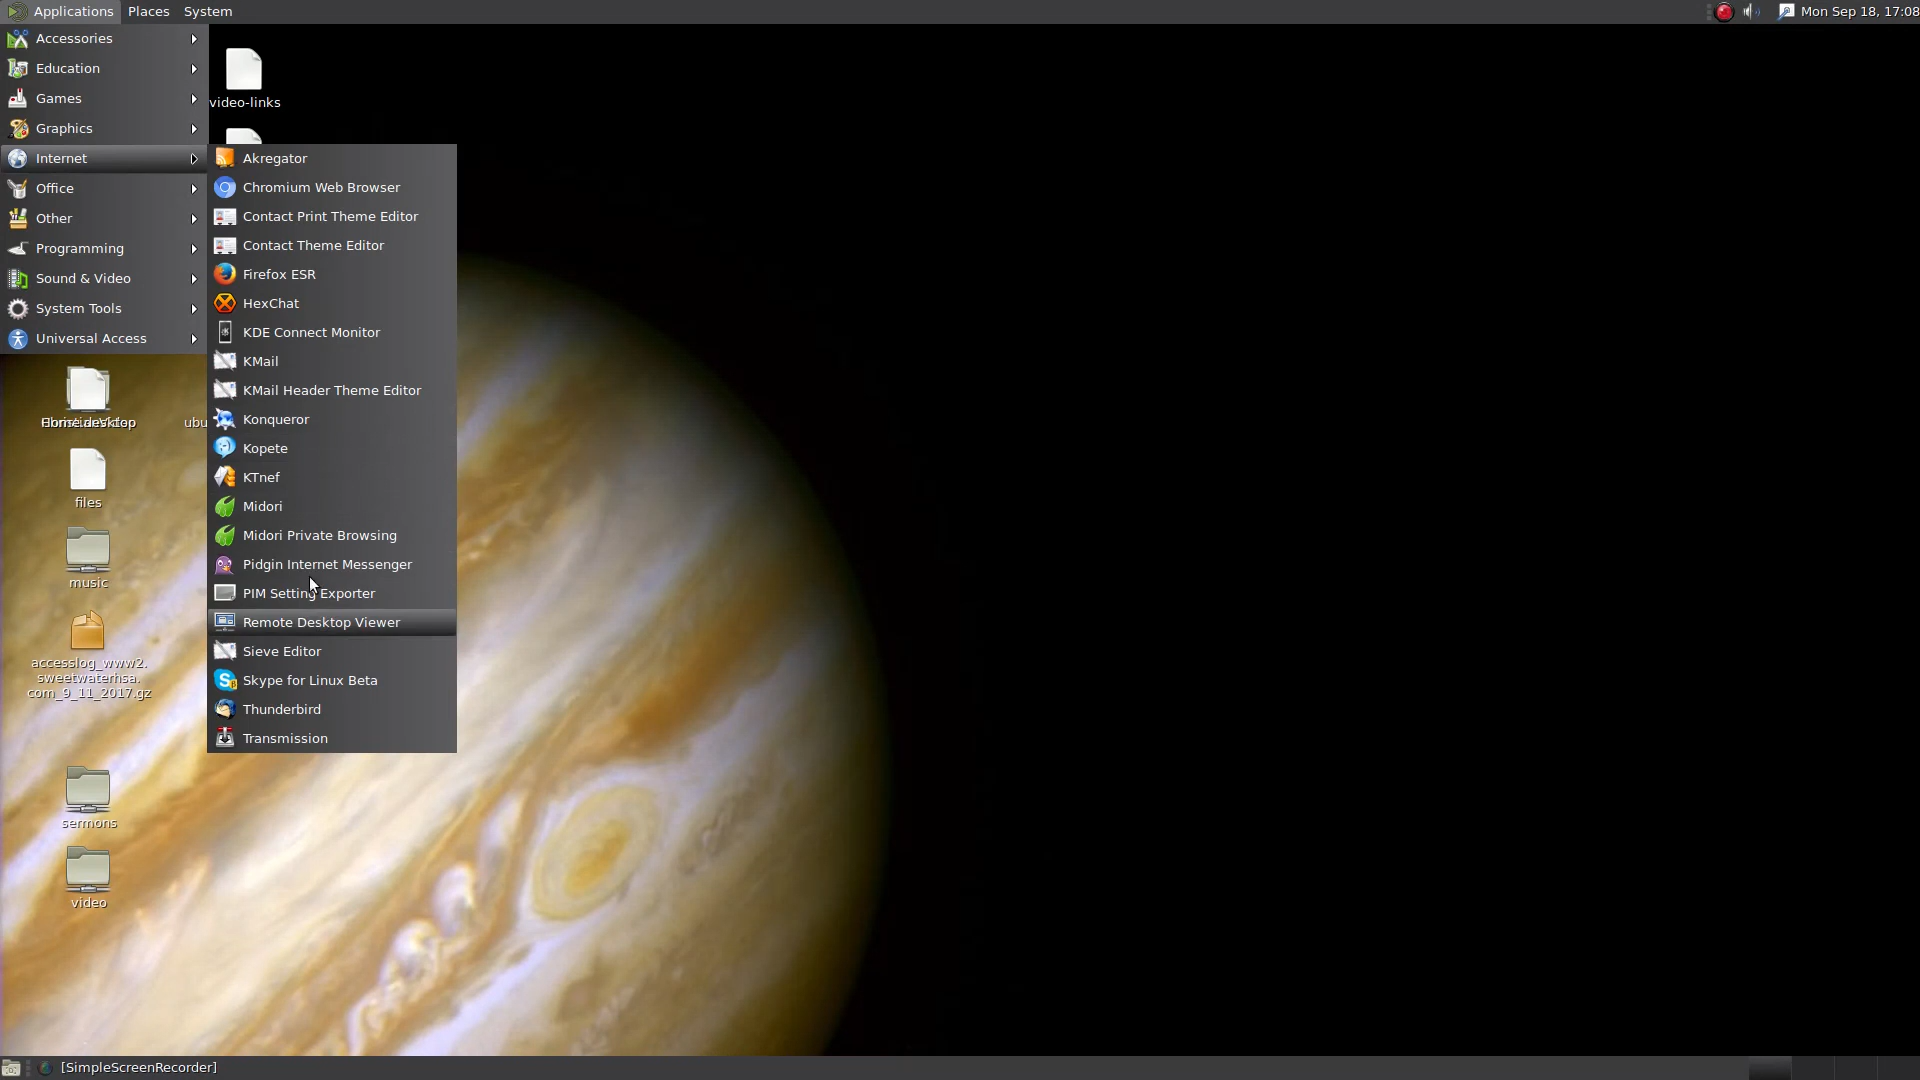 Applications Places System
Mon Sep 18, 17:08
Accessories
Education
Games
Graphics
Internet
Office
Other
Programming
Sound & Video
System Tools
Universal Access
video-links
Akregator
Chromium Web Browser
Contact Print Theme Editor
Contact Theme Editor
Firefox ESR
HexChat
KDE Connect Monitor
KMail
KMail Header Theme Editor
Konqueror
Kopete
KTnef
Midori
Midori Private Browsing
Pidgin Internet Messenger
PIM Setting Exporter
Remote Desktop Viewer
Sieve Editor
Skype for Linux Beta
Thunderbird
Transmission
ubu
files
music
accesslog_www2.
sweetwaterhsa.
com_9_11_2017.gz
sermons
video
[SimpleScreenRecorder]